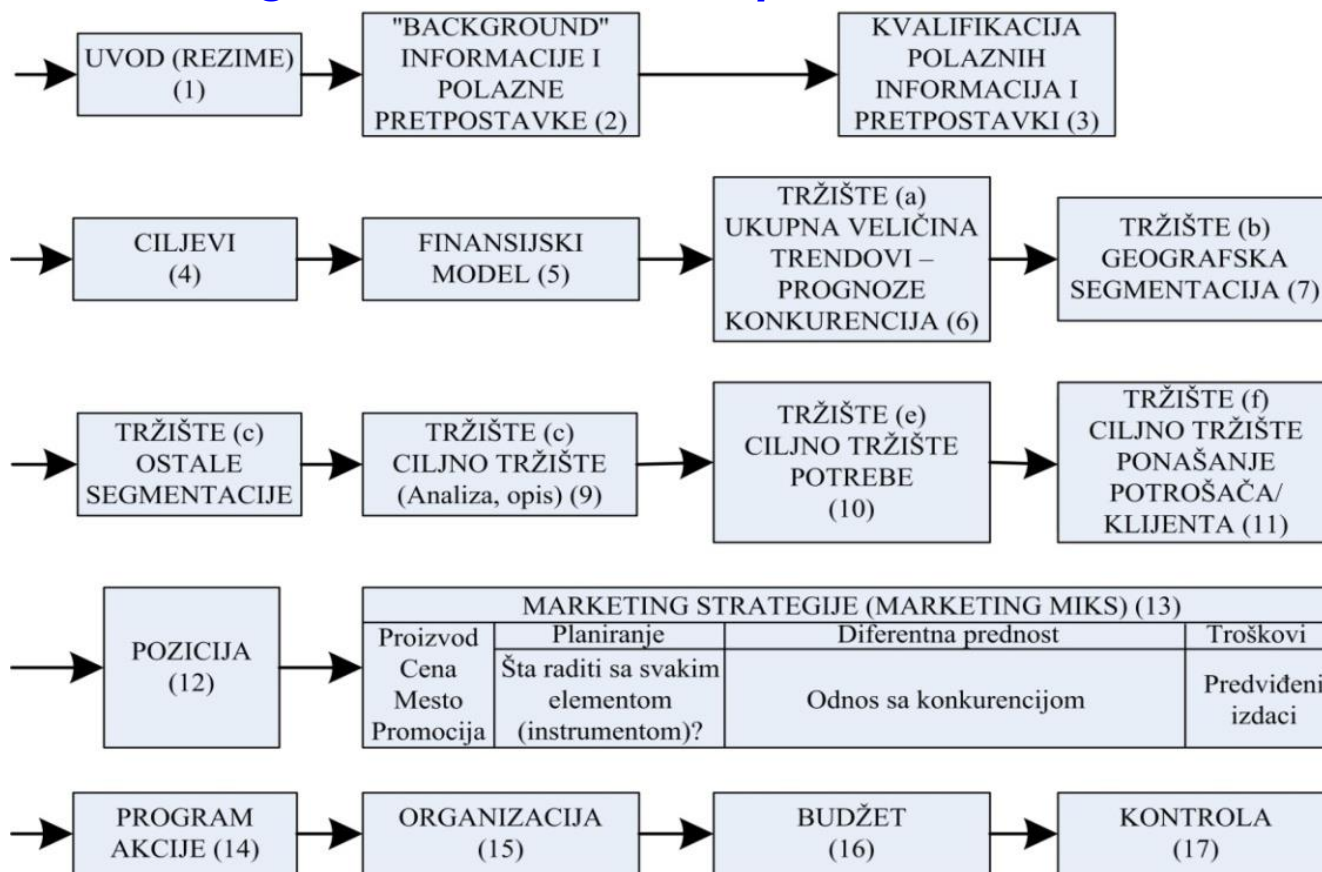 UVOD (REZIME)
(1)
"BACKGROUND"
INFORMACIJE I
POLAZNE
PRETPOSTAVKE (2)
KVALIFIKACIJA
POLAZNIH
INFORMACIJA I
PRETPOSTAVKI (3)
CILJEVI
(4)
FINANSIJSKI
MODEL (5)
TRŽIŠTE (a)
UKUPNA VELIČINA
TRENDOVI –
PROGNOZE
KONKURENCIJA (6)
TRŽIŠTE (b)
GEOGRAFSKA
SEGMENTACIJA (7)
TRŽIŠTE (c)
OSTALE
SEGMENTACIJE
TRŽIŠTE (c)
CILJNO TRŽIŠTE
(Analiza, opis) (9)
TRŽIŠTE (e)
CILJNO TRŽIŠTE
POTREBE
(10)
TRŽIŠTE (f)
CILJNO TRŽIŠTE
PONAŠANJE
POTROŠAČA/
KLIJENTA (11)
POZICIJA
(12)
MARKETING STRATEGIJE (MARKETING MIKS) (13)
Proizvod
Cena
Mesto
Promocija
Planiranje
Šta raditi sa svakim
elementom
(instrumentom)?
Diferentna prednost
Odnos sa konkurencijom
Troškovi
Predviđeni
izdaci
PROGRAM
AKCIJE (14)
ORGANIZACIJA
(15)
BUDŽET
(16)
KONTROLA
(17)